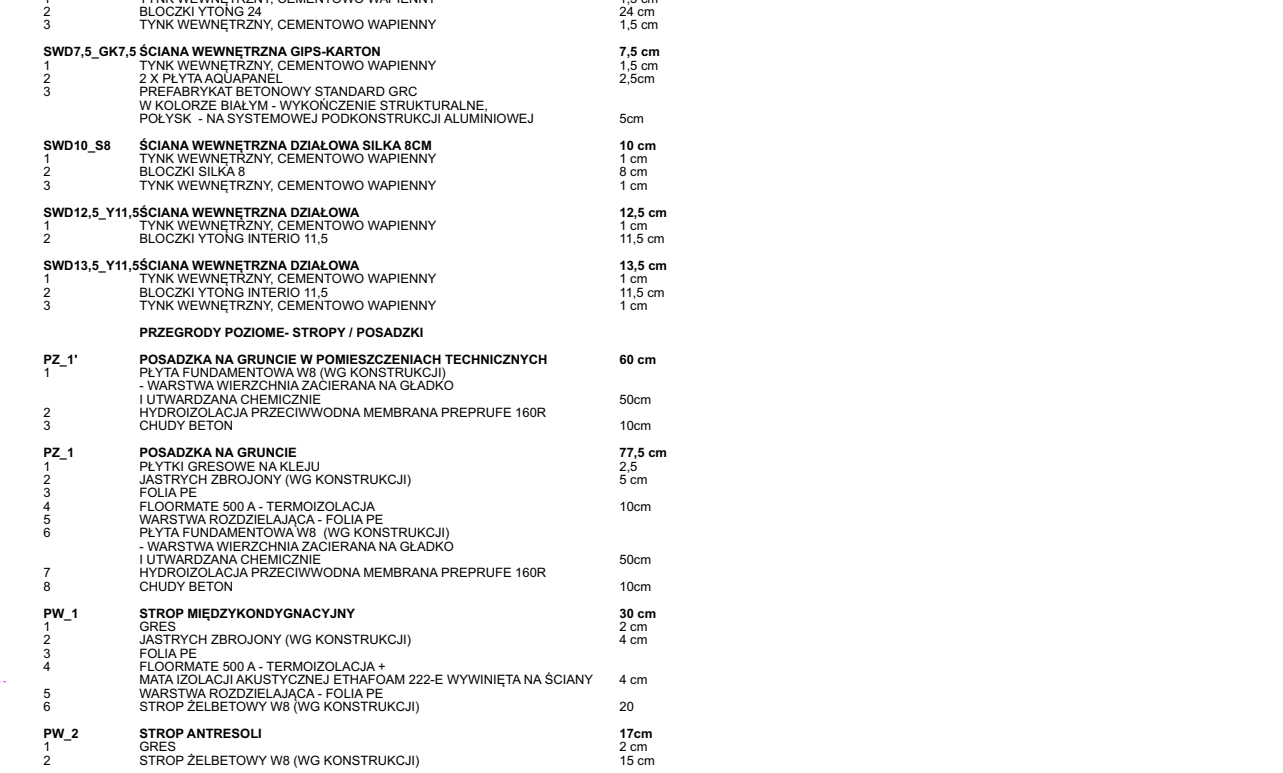 1 TYNK WEWNĘTRZNY, CEMENTOWO WAPIENNY 1,5 cm
2 BLOCZKI YTONG 24 24 cm
3 TYNK WEWNĘTRZNY, CEMENTOWO WAPIENNY 1,5 cm
SWD7,5_GK7,5 ŚCIANA WEWNĘTRZNA GIPS-KARTON 7,5 cm
1 TYNK WEWNĘTRZNY, CEMENTOWO WAPIENNY 1,5 cm
2 2 X PŁYTA AQUAPANEL 2,5cm
3 PREFABRYKAT BETONOWY STANDARD GRC
W KOLORZE BIAŁYM - WYKOŃCZENIE STRUKTURALNE,
POŁYSK - NA SYSTEMOWEJ PODKONSTRUKCJI ALUMINIOWEJ 5cm
SWD10_S8 ŚCIANA WEWNĘTRZNA DZIAŁOWA SILKA 8CM 10 cm
1 TYNK WEWNĘTRZNY, CEMENTOWO WAPIENNY 1 cm
2 BLOCZKI SILKA 8 8 cm
3 TYNK WEWNĘTRZNY, CEMENTOWO WAPIENNY 1 cm
SWD12,5_Y11,5 ŚCIANA WEWNĘTRZNA DZIAŁOWA 12,5 cm
1 TYNK WEWNĘTRZNY, CEMENTOWO WAPIENNY 1 cm
2 BLOCZKI YTONG INTERIO 11,5 11,5 cm
SWD13,5_Y11,5 ŚCIANA WEWNĘTRZNA DZIAŁOWA 13,5 cm
1 TYNK WEWNĘTRZNY, CEMENTOWO WAPIENNY 1 cm
2 BLOCZKI YTONG INTERIO 11,5 11,5 cm
3 TYNK WEWNĘTRZNY, CEMENTOWO WAPIENNY 1 cm
PRZEGRODY POZIOME- STROPY / POSADZKI
PZ_1' POSADZKA NA GRUNCIE W POMIESZCZENIACH TECHNICZNYCH 60 cm
1 PŁYTA FUNDAMENTOWA W8 (WG KONSTRUKCJI)
- WARSTWA WIERZCHNIA ZACIERANA NA GŁADKO
I UTWARDZANA CHEMICZNIE 50cm
2 HYDROIZOLACJA PRZECIWWODNA MEMBRANA PREPRUFE 160R
3 CHUDY BETON 10cm
PZ_1 POSADZKA NA GRUNCIE 77,5 cm
1 PŁYTKI GRESOWE NA KLEJU 2,5
2 JASTRYCH ZBROJONY (WG KONSTRUKCJI) 5 cm
3 FOLIA PE
4 FLOORMATE 500 A - TERMOIZOLACJA 10cm
5 WARSTWA ROZDZIELAJĄCA - FOLIA PE
6 PŁYTA FUNDAMENTOWA W8 (WG KONSTRUKCJI)
- WARSTWA WIERZCHNIA ZACIERANA NA GŁADKO
I UTWARDZANA CHEMICZNIE 50cm
7 HYDROIZOLACJA PRZECIWWODNA MEMBRANA PREPRUFE 160R
8 CHUDY BETON 10cm
PW_1 STROP MIĘDZYKONDYGNACYJNY 30 cm
1 GRES 2 cm
2 JASTRYCH ZBROJONY (WG KONSTRUKCJI) 4 cm
3 FOLIA PE
4 FLOORMATE 500 A - TERMOIZOLACJA +
MATA IZOLACJI AKUSTYCZNEJ ETHAFOAM 222-E WYWINIĘTA NA ŚCIANY 4 cm
5 WARSTWA ROZDZIELAJĄCA - FOLIA PE
6 STROP ŻELBETOWY W8 (WG KONSTRUKCJI) 20
PW_2 STROP ANTRESOLI 17cm
1 GRES 2 cm
2 STROP ŻELBETOWY W8 (WG KONSTRUKCJI) 15 cm